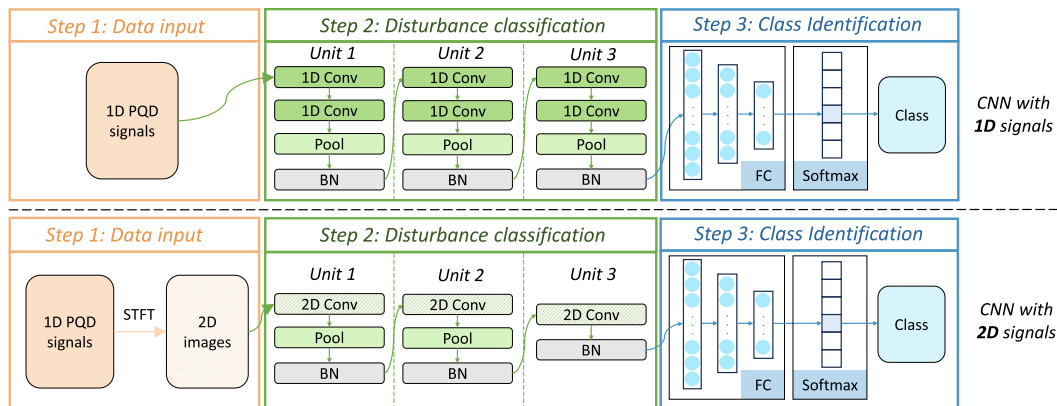 Step 1: Data input
Step 2: Disturbance classification
Step 3: Class Identification
Unit 1
Unit 2
Unit 3
1D PQD
signals
1D Conv
1D Conv
Pool
BN
1D Conv
1D Conv
Pool
BN
1D Conv
1D Conv
Pool
BN
FC
Softmax
Class
CNN with
1D signals
Step 1: Data input
Step 2: Disturbance classification
Step 3: Class Identification
Unit 1
Unit 2
Unit 3
1D PQD
signals
STFT
2D
images
2D Conv
Pool
BN
2D Conv
Pool
BN
2D Conv
BN
FC
Softmax
Class
CNN with
2D signals